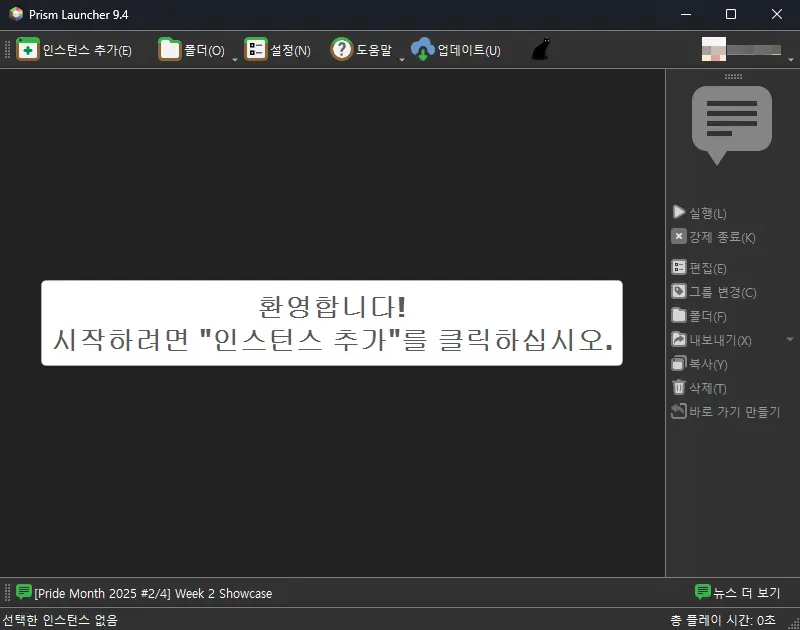 Prism Launcher 9.4
인스턴스 추가(E) 폴더(O) 설정(N) 도움말 업데이트(U)
환영합니다!
시작하려면 "인스턴스 추가"를 클릭하십시오.
실행(L)
강제 종료(K)
편집(E)
그룹 변경(C)
폴더(F)
내보내기(X)
복사(Y)
삭제(T)
바로 가기 만들기
[Pride Month 2025 #2/4] Week 2 Showcase 뉴스 더 보기
선택한 인스턴스 없음 총 플레이 시간: 0초